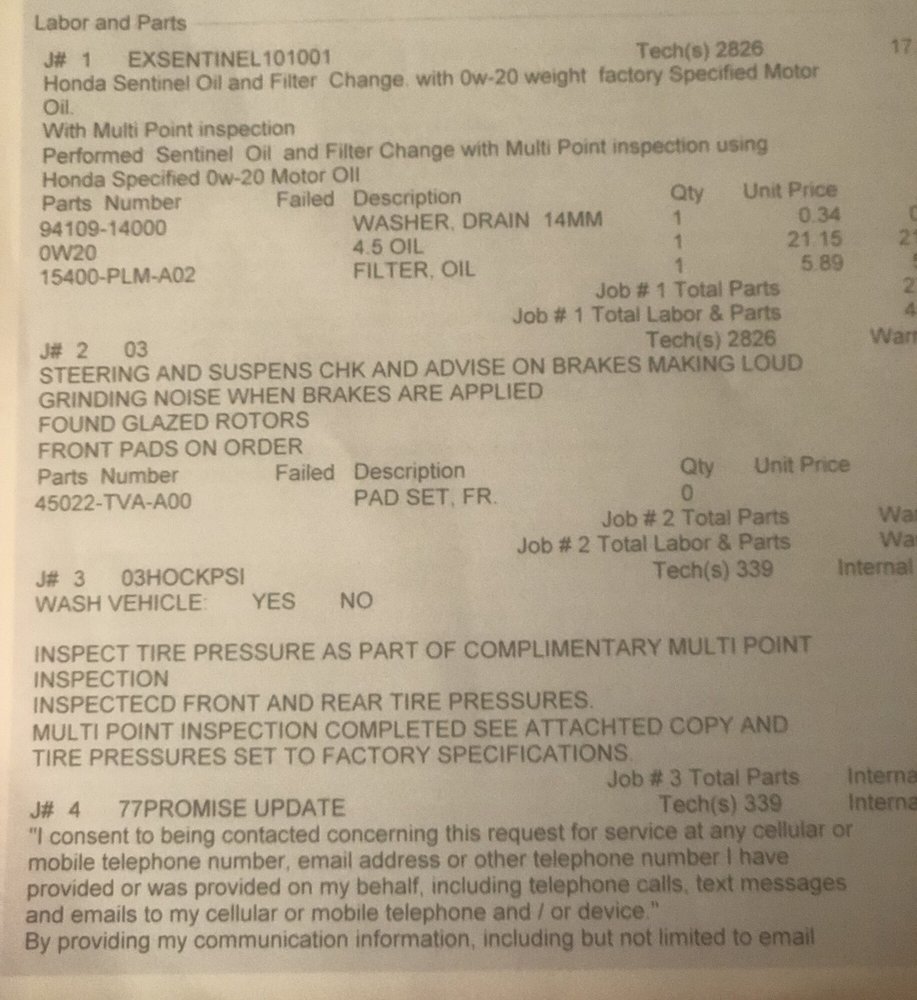 Labor and Parts
J# 1 EXSENTINEL101001 Tech(s) 2826 17
Honda Sentinel Oil and Filter Change. with 0w-20 weight factory Specified Motor
Oil.
With Multi Point inspection
Performed Sentinel Oil and Filter Change with Multi Point inspection using
Honda Specified 0w-20 Motor OIl
Parts Number Failed Description Qty Unit Price
94109-14000 WASHER, DRAIN 14MM 1 0.34
0W20 4.5 OIL 1 21.15 21
15400-PLM-A02 FILTER, OIL 1 5.89
Job # 1 Total Parts 2
Job # 1 Total Labor & Parts 4
J# 2 03 Tech(s) 2826 Warr
STEERING AND SUSPENS CHK AND ADVISE ON BRAKES MAKING LOUD
GRINDING NOISE WHEN BRAKES ARE APPLIED
FOUND GLAZED ROTORS
FRONT PADS ON ORDER
Parts Number Failed Description Qty Unit Price
45022-TVA-A00 PAD SET, FR. 0
Job # 2 Total Parts Wa
Job # 2 Total Labor & Parts Wa
J# 3 03HOCKPSI Tech(s) 339 Internal
WASH VEHICLE: YES NO
INSPECT TIRE PRESSURE AS PART OF COMPLIMENTARY MULTI POINT
INSPECTION
INSPECTECD FRONT AND REAR TIRE PRESSURES.
MULTI POINT INSPECTION COMPLETED SEE ATTACHTED COPY AND
TIRE PRESSURES SET TO FACTORY SPECIFICATIONS.
Job # 3 Total Parts Interna
J# 4 77PROMISE UPDATE Tech(s) 339 Interna
"I consent to being contacted concerning this request for service at any cellular or
mobile telephone number, email address or other telephone number I have
provided or was provided on my behalf, including telephone calls, text messages
and emails to my cellular or mobile telephone and / or device."
By providing my communication information, including but not limited to email